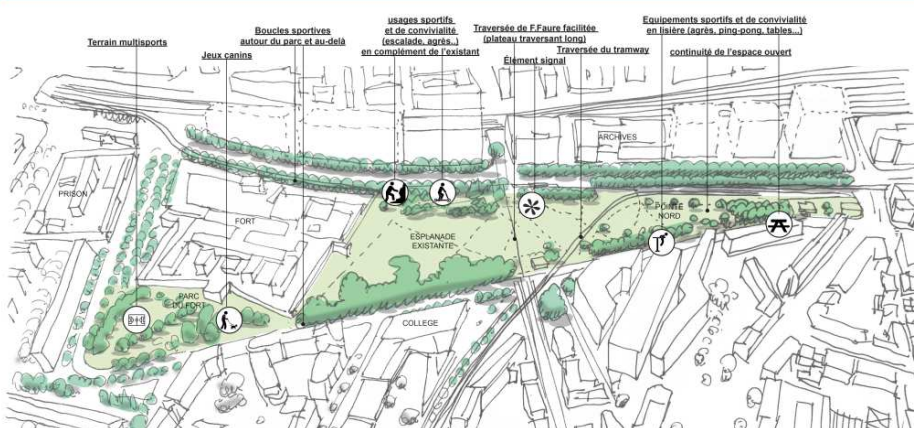 Terrain multisports
Jeux canins
Boucles sportives
autour du parc et au-delà
usages sportifs
et de convivialité
(escalade, agrès..)
en complément de l'existant
Traversée de F.Faure facilitée
(plateau traversant long)
Élement signal
Traversée du tramway
Equipements sportifs et de convivialité
en lisière (agrès, ping-pong, tables...)
continuité de l'espace ouvert
ARCHIVES
PRISON
FORT
POINTE
NORD
ESPLANADE
EXISTANTE
PARC
DU FORT
COLLEGE